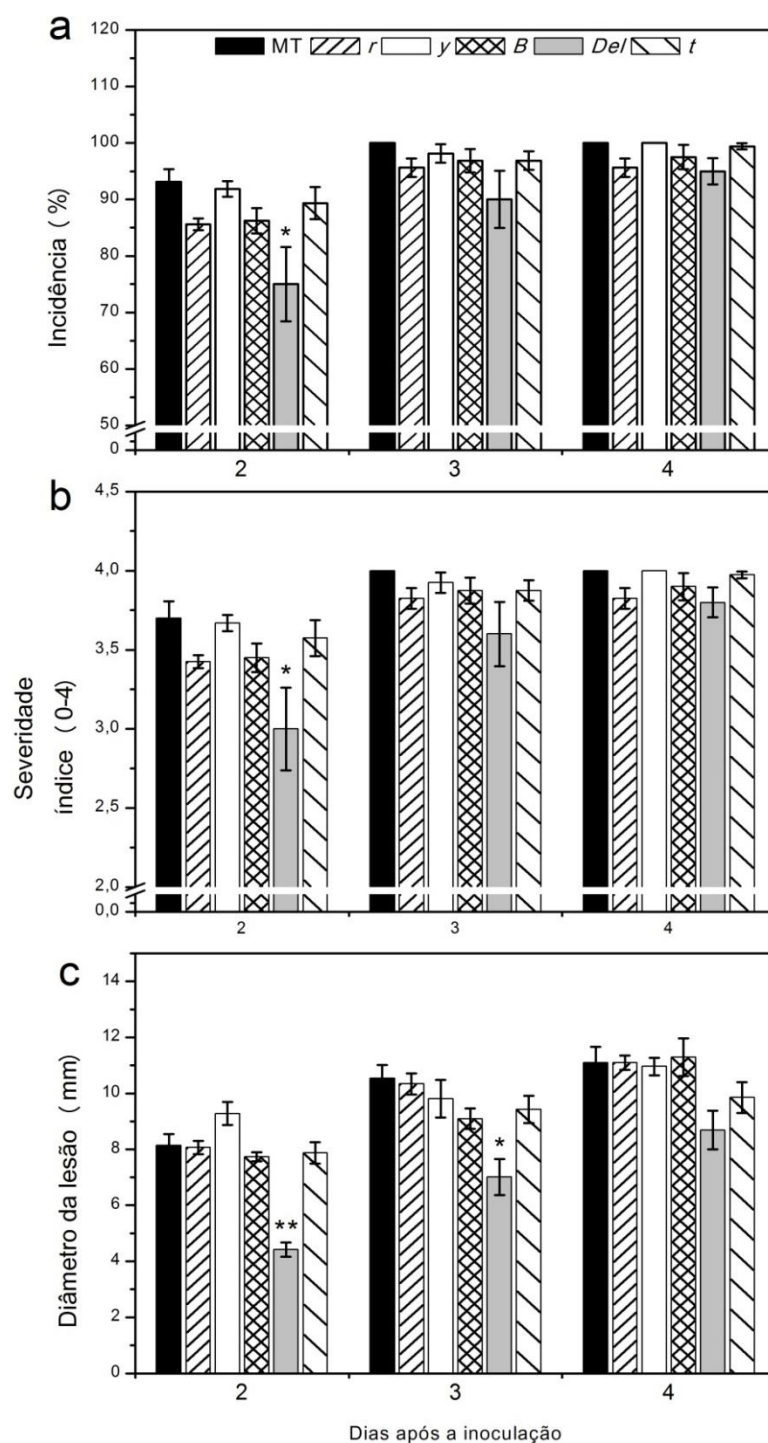 a
MT r y B Del t
Incidência (%)
120
110
100
90
80
70
60
50
0
*
2 3 4
b
Severidade
índice (0-4)
4,5
4,0
3,5
3,0
2,5
2,0
0,0
*
2 3 4
c
Diâmetro da lesão (mm)
14
12
10
8
6
4
2
0
**
*
2 3 4
Dias após a inoculação